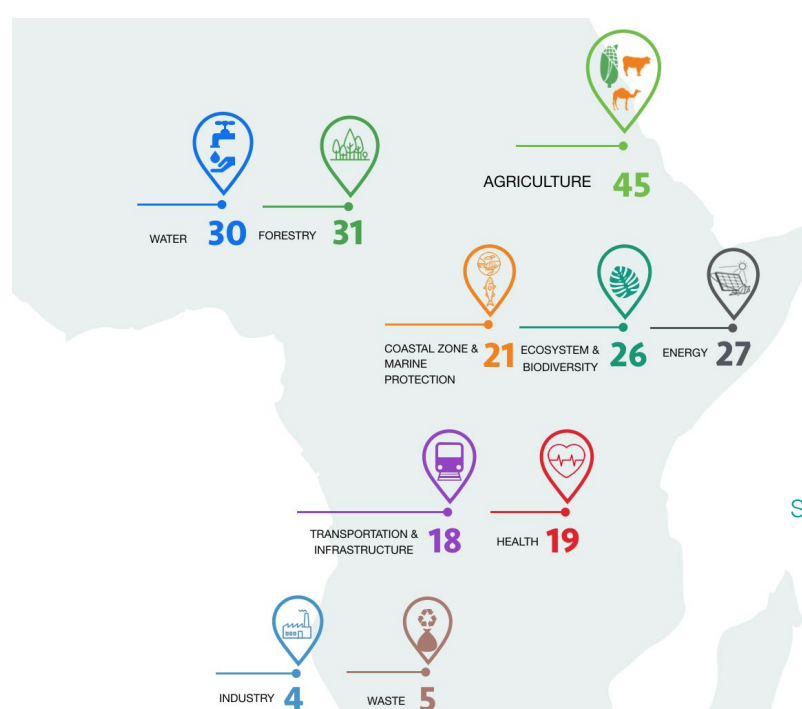 AGRICULTURE 45
WATER 30
FORESTRY 31
COASTAL ZONE &
MARINE
PROTECTION
21
ECOSYSTEM &
BIODIVERSITY
26
ENERGY 27
TRANSPORTATION &
INFRASTRUCTURE
18
HEALTH 19
S
INDUSTRY 4
WASTE 5